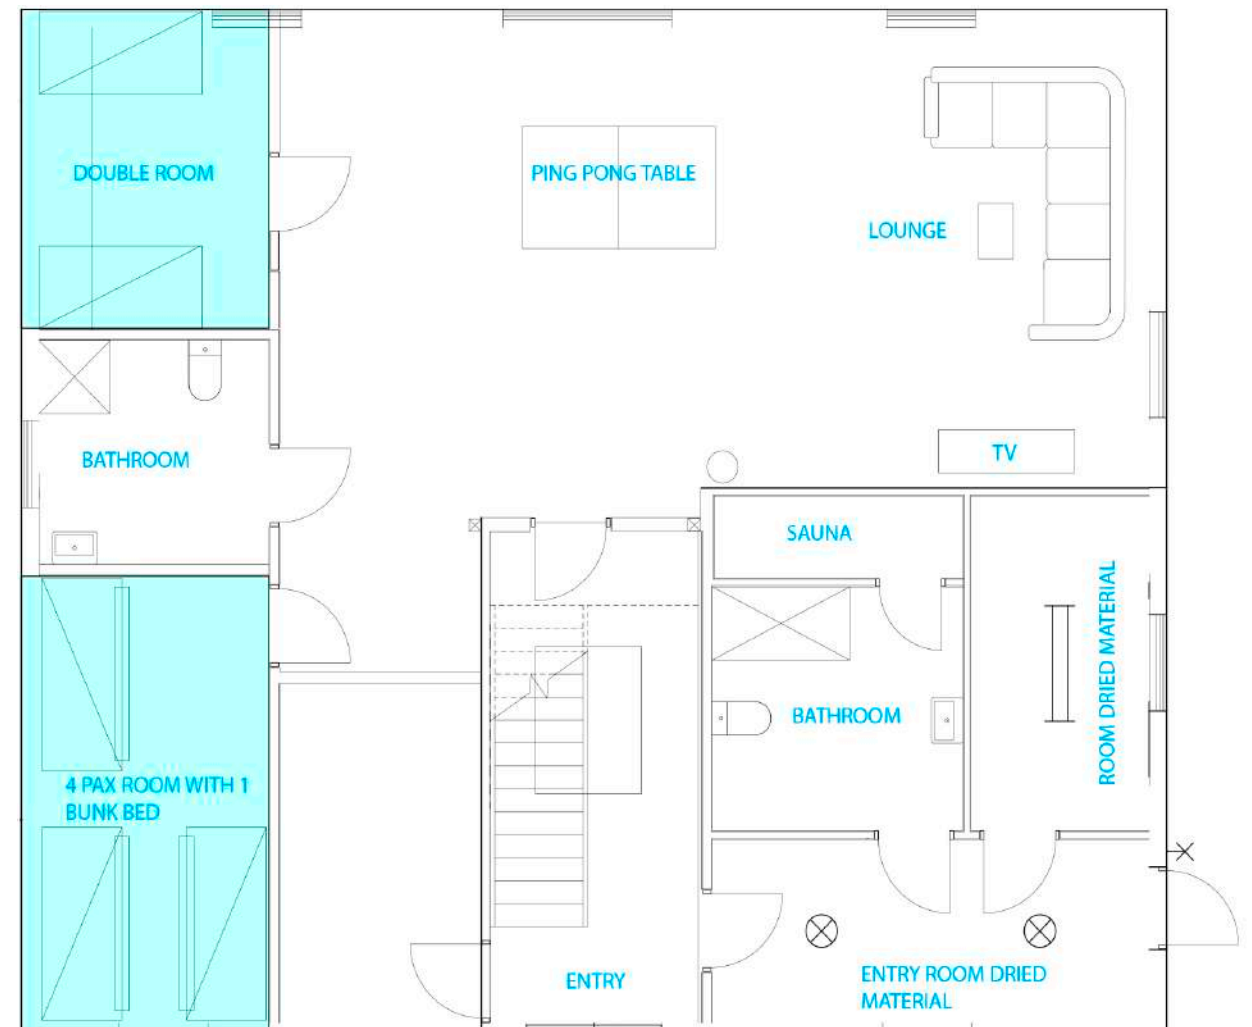 DOUBLE ROOM
PING PONG TABLE
LOUNGE
BATHROOM
TV
SAUNA
ROOM DRIED MATERIAL
BATHROOM
4 PAX ROOM WITH 1
BUNK BED
ENTRY
ENTRY ROOM DRIED
MATERIAL